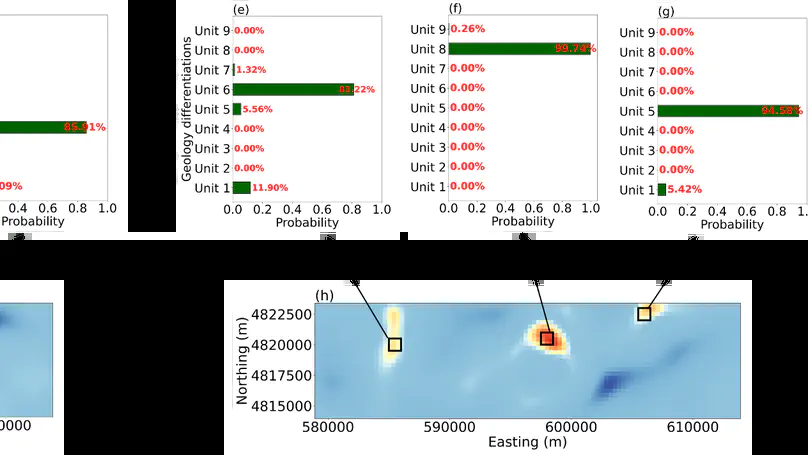 85.91%
09%
Probability
(e)
Geology differentiations
Unit 9 0.00%
Unit 8 0.00%
Unit 7 1.32%
Unit 6 81.22%
Unit 5 5.56%
Unit 4 0.00%
Unit 3 0.00%
Unit 2 0.00%
Unit 1 11.90%
0.0 0.2 0.4 0.6 0.8 1.0
Probability
(f)
Unit 9 0.26%
Unit 8 99.74%
Unit 7 0.00%
Unit 6 0.00%
Unit 5 0.00%
Unit 4 0.00%
Unit 3 0.00%
Unit 2 0.00%
Unit 1 0.00%
0.0 0.2 0.4 0.6 0.8 1.0
Probability
(g)
Unit 9 0.00%
Unit 8 0.00%
Unit 7 0.00%
Unit 6 0.00%
Unit 5 94.58%
Unit 4 0.00%
Unit 3 0.00%
Unit 2 0.00%
Unit 1 5.42%
0.0 0.2 0.4 0.6 0.8 1.
Probability
0.8 1.0
0000
(h)
Northing (m)
4822500
4820000
4817500
4815000
580000 590000 600000 610000
Easting (m)